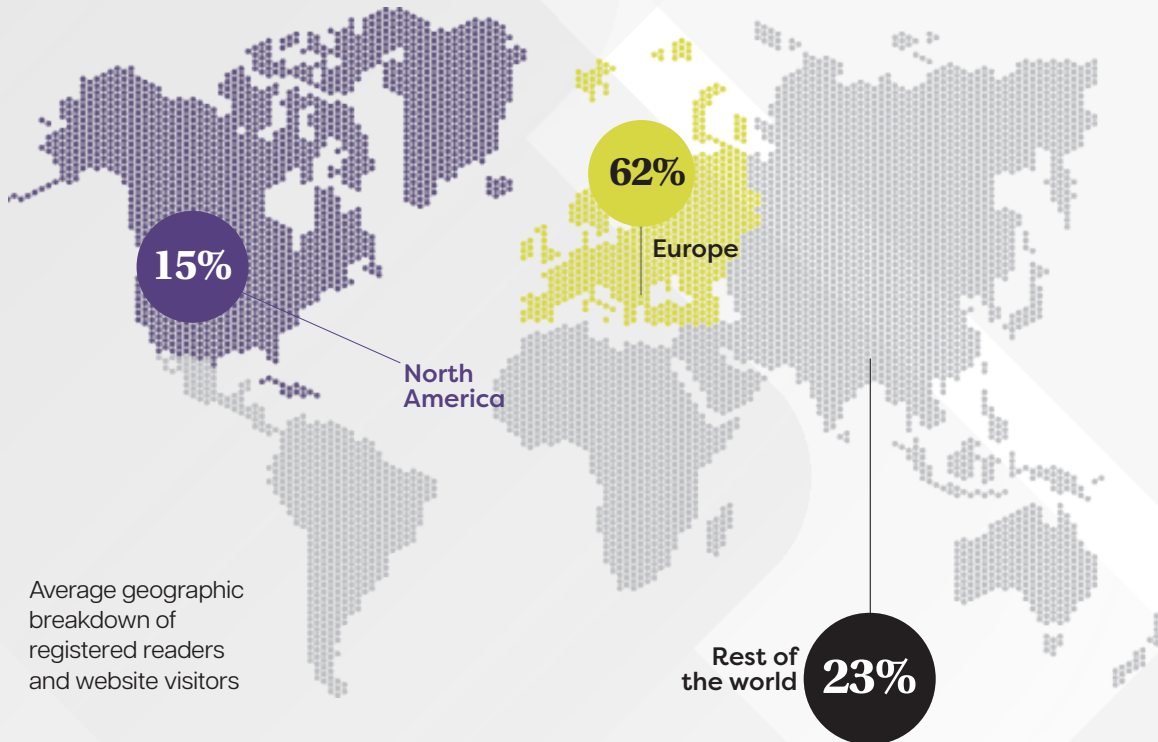 62%
Europe
15%
North
America
Average geographic
breakdown of
registered readers
and website visitors
Rest of
the world
23%